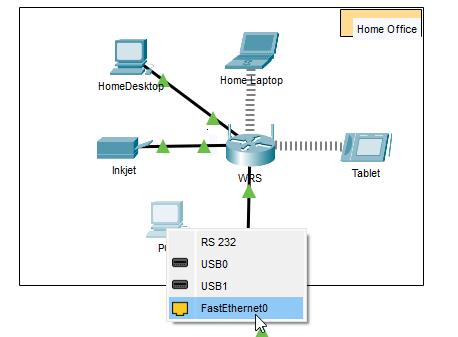 Home Office
HomeDesktop
Home Laptop
Inkjet
WRS
Tablet
RS 232
USB0
USB1
FastEthernet0